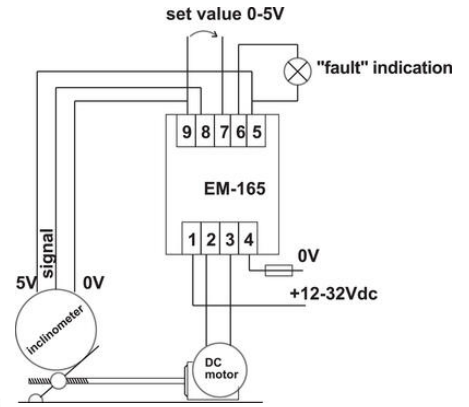 set value 0-5V
"fault" indication
9 8 7 6 5
EM-165
1 2 3 4
0V
+12-32Vdc
5V
signal
0V
inclinometer
DC
motor